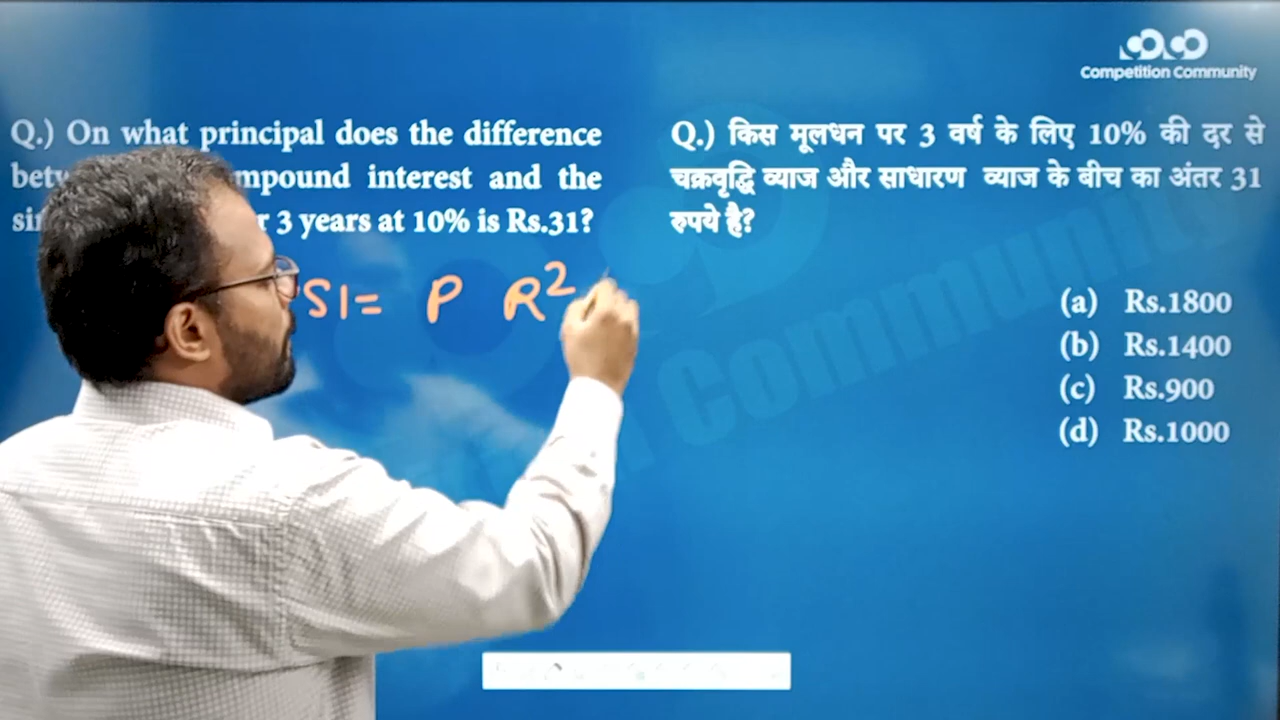 Competition Community
Q.) On what principal does the difference
mpound interest and the
3 years at 10% is Rs.31?
Q.) किस मूलधन पर 3 वर्ष के लिए 10% की दर से
चक्रवृद्धि व्याज और साधारण व्याज के बीच का अंतर 31
रुपये है?
SI= P R²
(a) Rs.1800
(b) Rs.1400
(c) Rs.900
(d) Rs.1000
Community